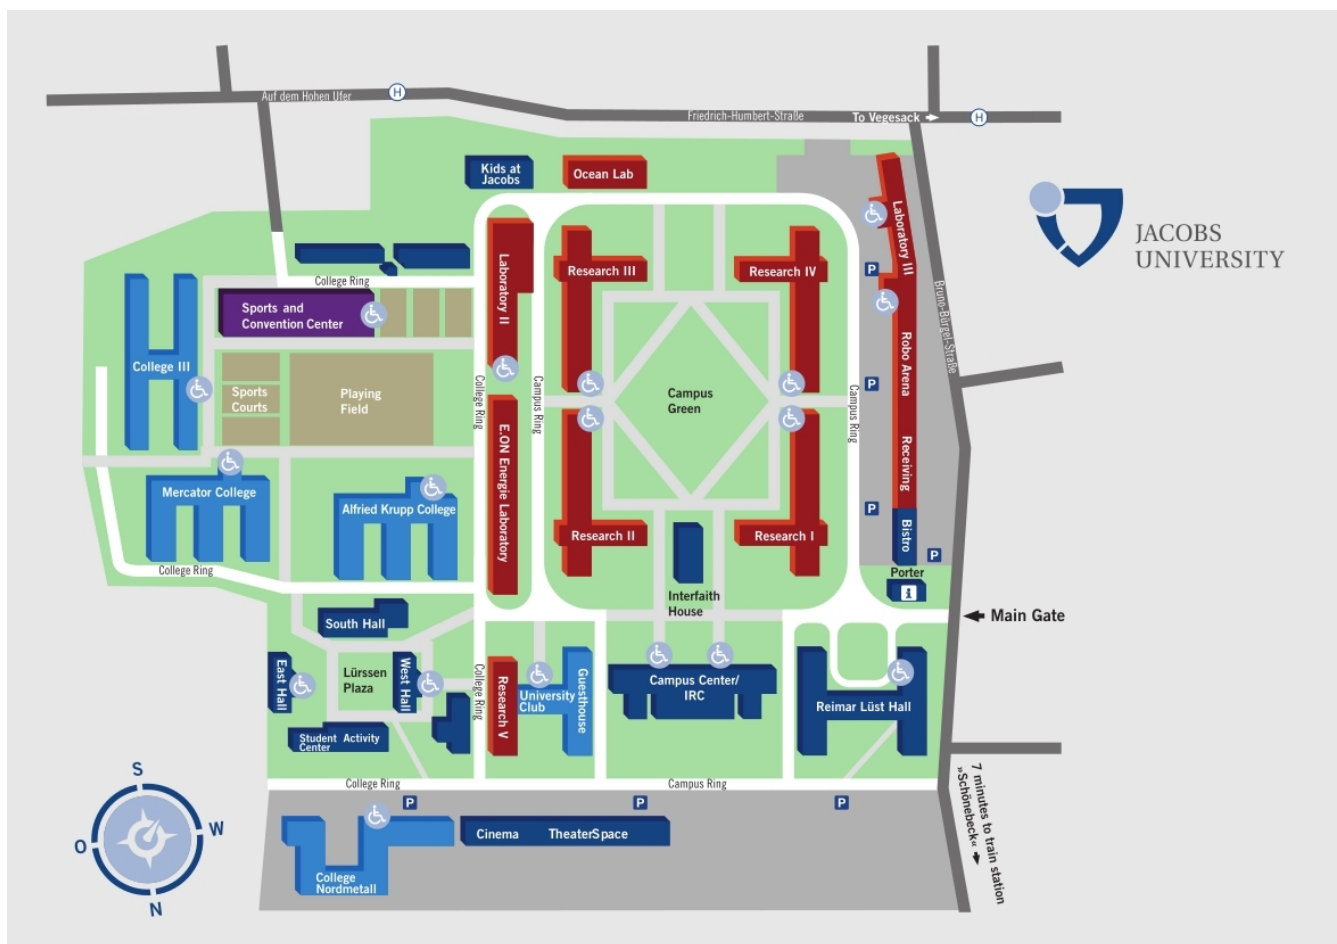 Auf dem Hohen Ufer
H
Friedrich-Humbert-Straße
To Vegesack
H
Kids at
Jacobs
Ocean Lab
Laboratory III
JACOBS
UNIVERSITY
College Ring
Laboratory II
Research III
Research IV
P
Sports and
Convention Center
Bruno-Bürgel-Straße
Robo Arena
College III
Sports
Courts
Playing
Field
College Ring
Campus Ring
Campus
Green
Campus Ring
P
Receiving
E.ON Energie Laboratory
Mercator College
Alfried Krupp College
Research II
Research I
P
Bistro
P
College Ring
Interfaith
House
Porter
i
Main Gate
South Hall
East Hall
Lürssen
Plaza
West Hall
College Ring
Research V
University
Club
Guesthouse
Campus Center/
IRC
Reimar Lüst Hall
Student Activity
Center
College Ring
Campus Ring
P
P
P
7 minutes to train station
»Schönebeck«
Cinema
TheaterSpace
College
Nordmetall
S
W
O
N